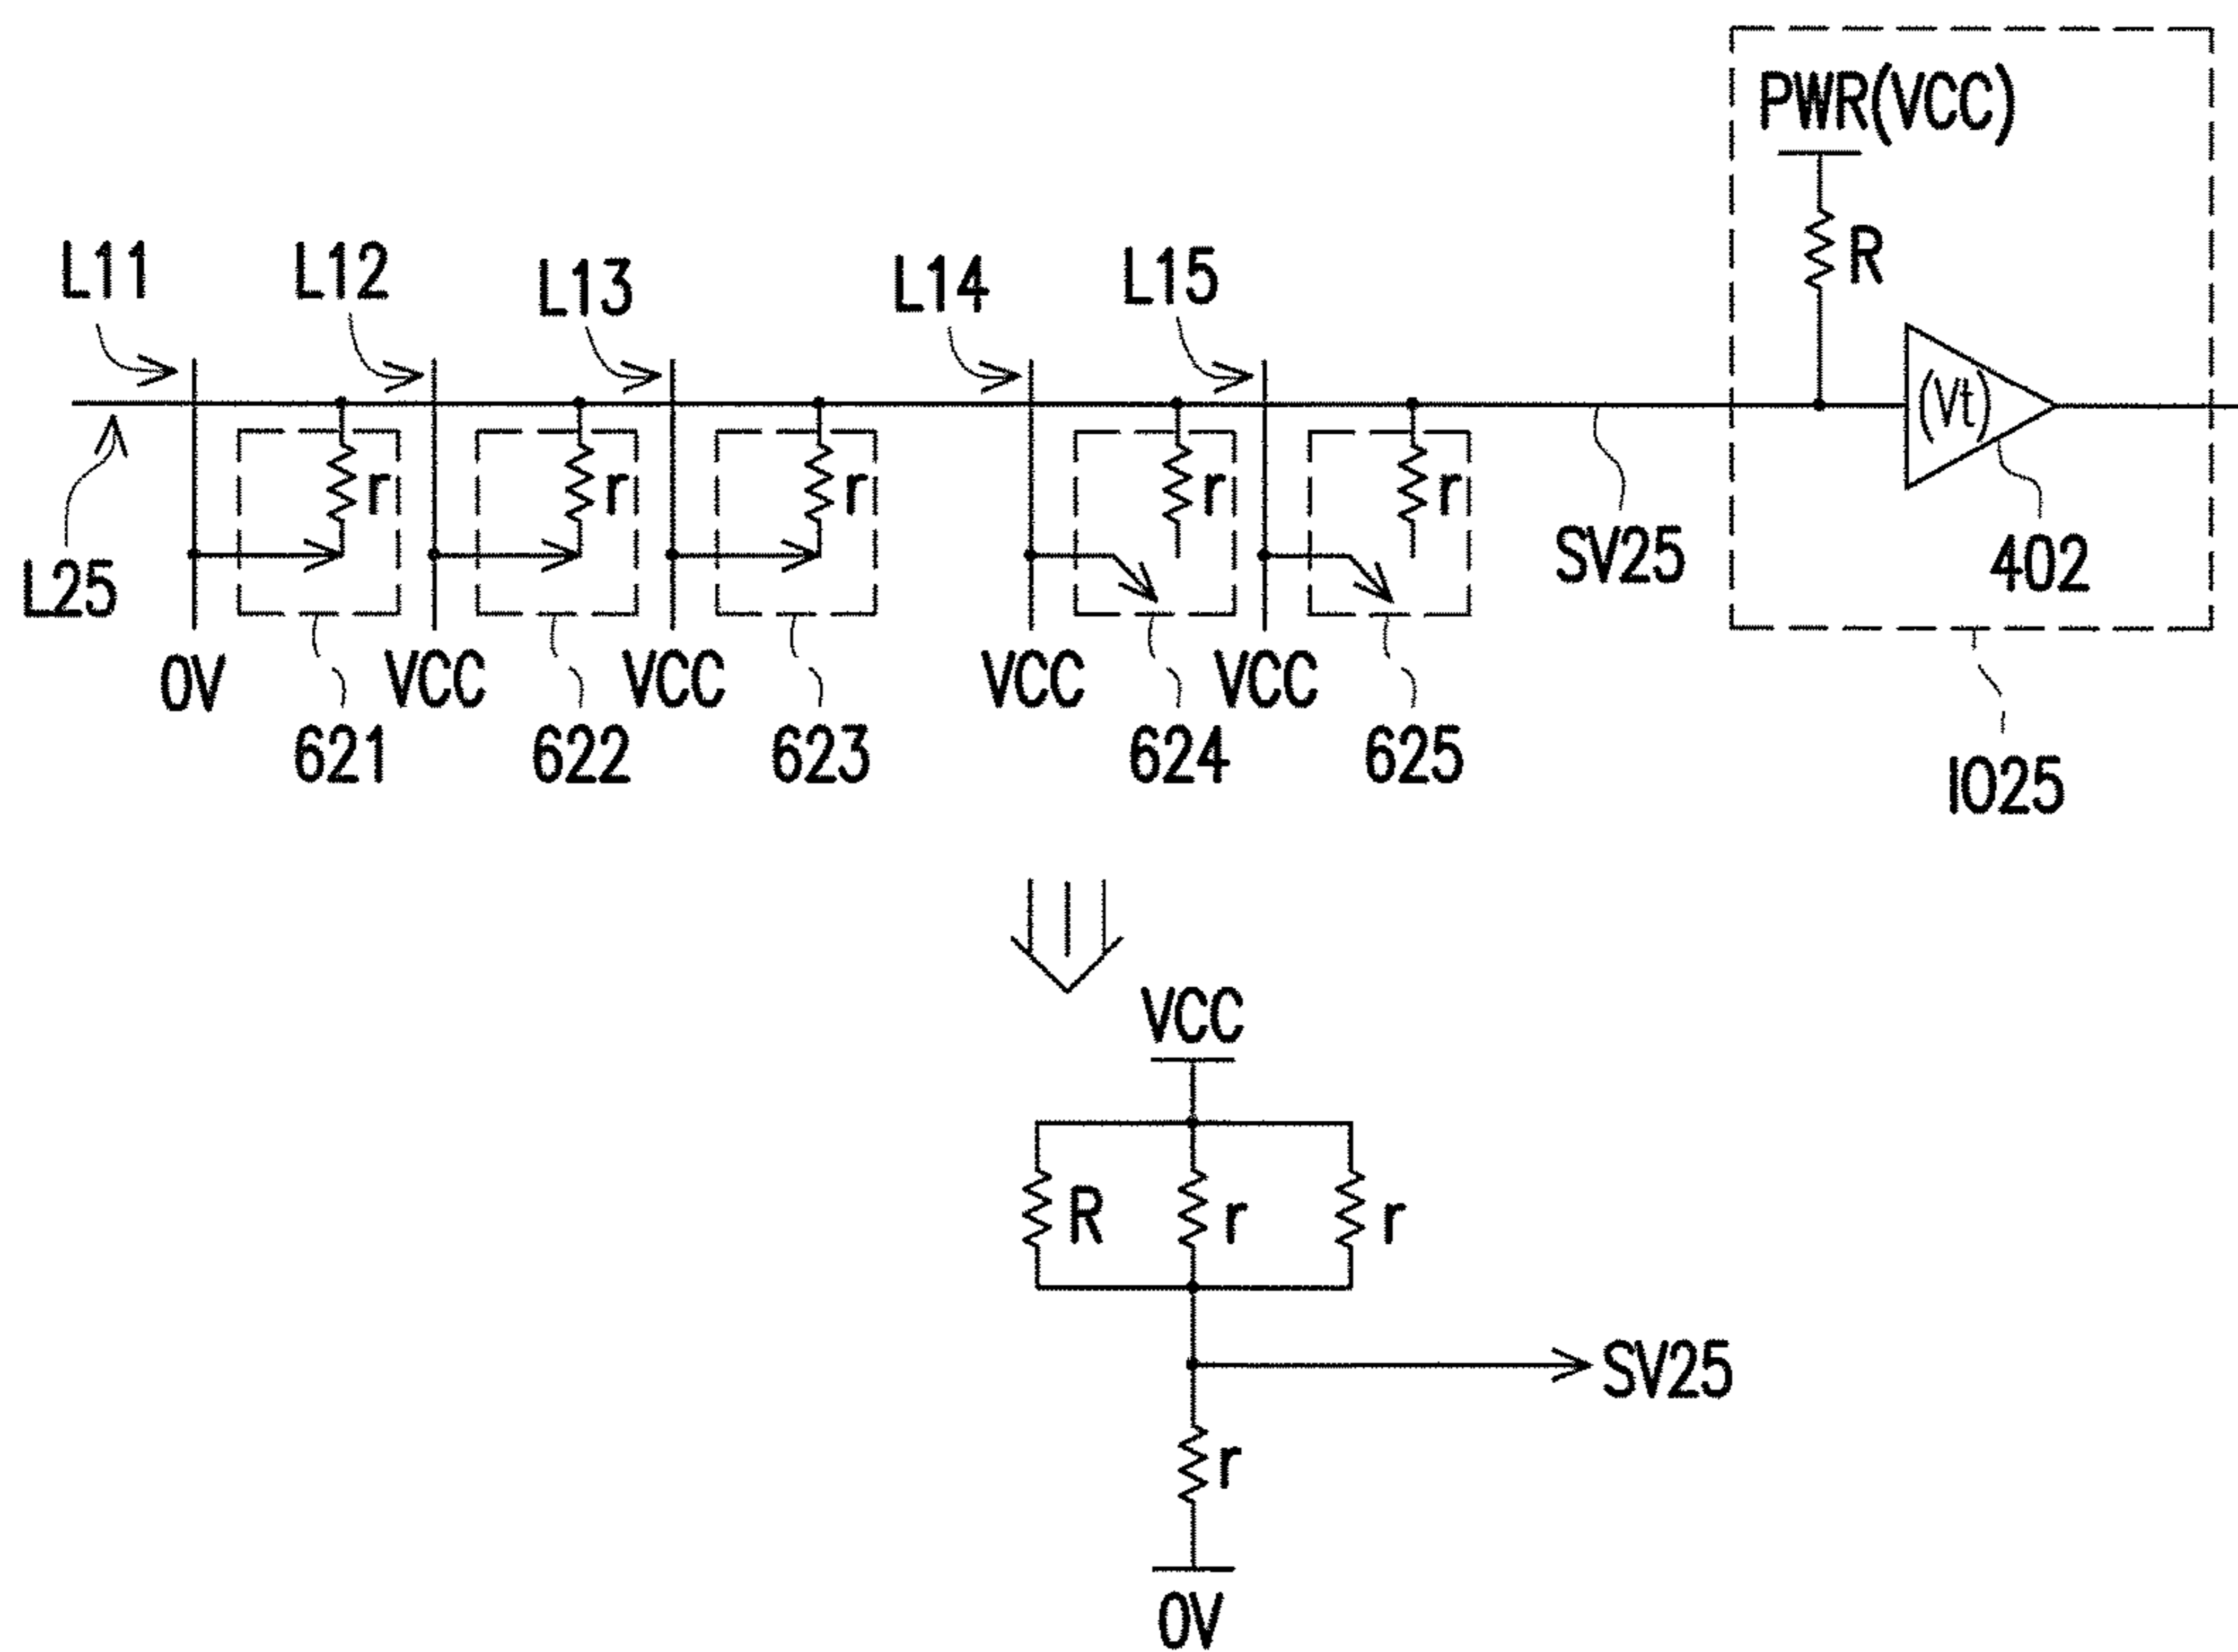 PWR(VCC)
R
L11
L12
L13
L14
L15
(Vt)
r
r
r
r
r
L25
SV25
402
0V
VCC
VCC
VCC
VCC
621
622
623
624
625
IO25
VCC
R
r
r
SV25
r
0V